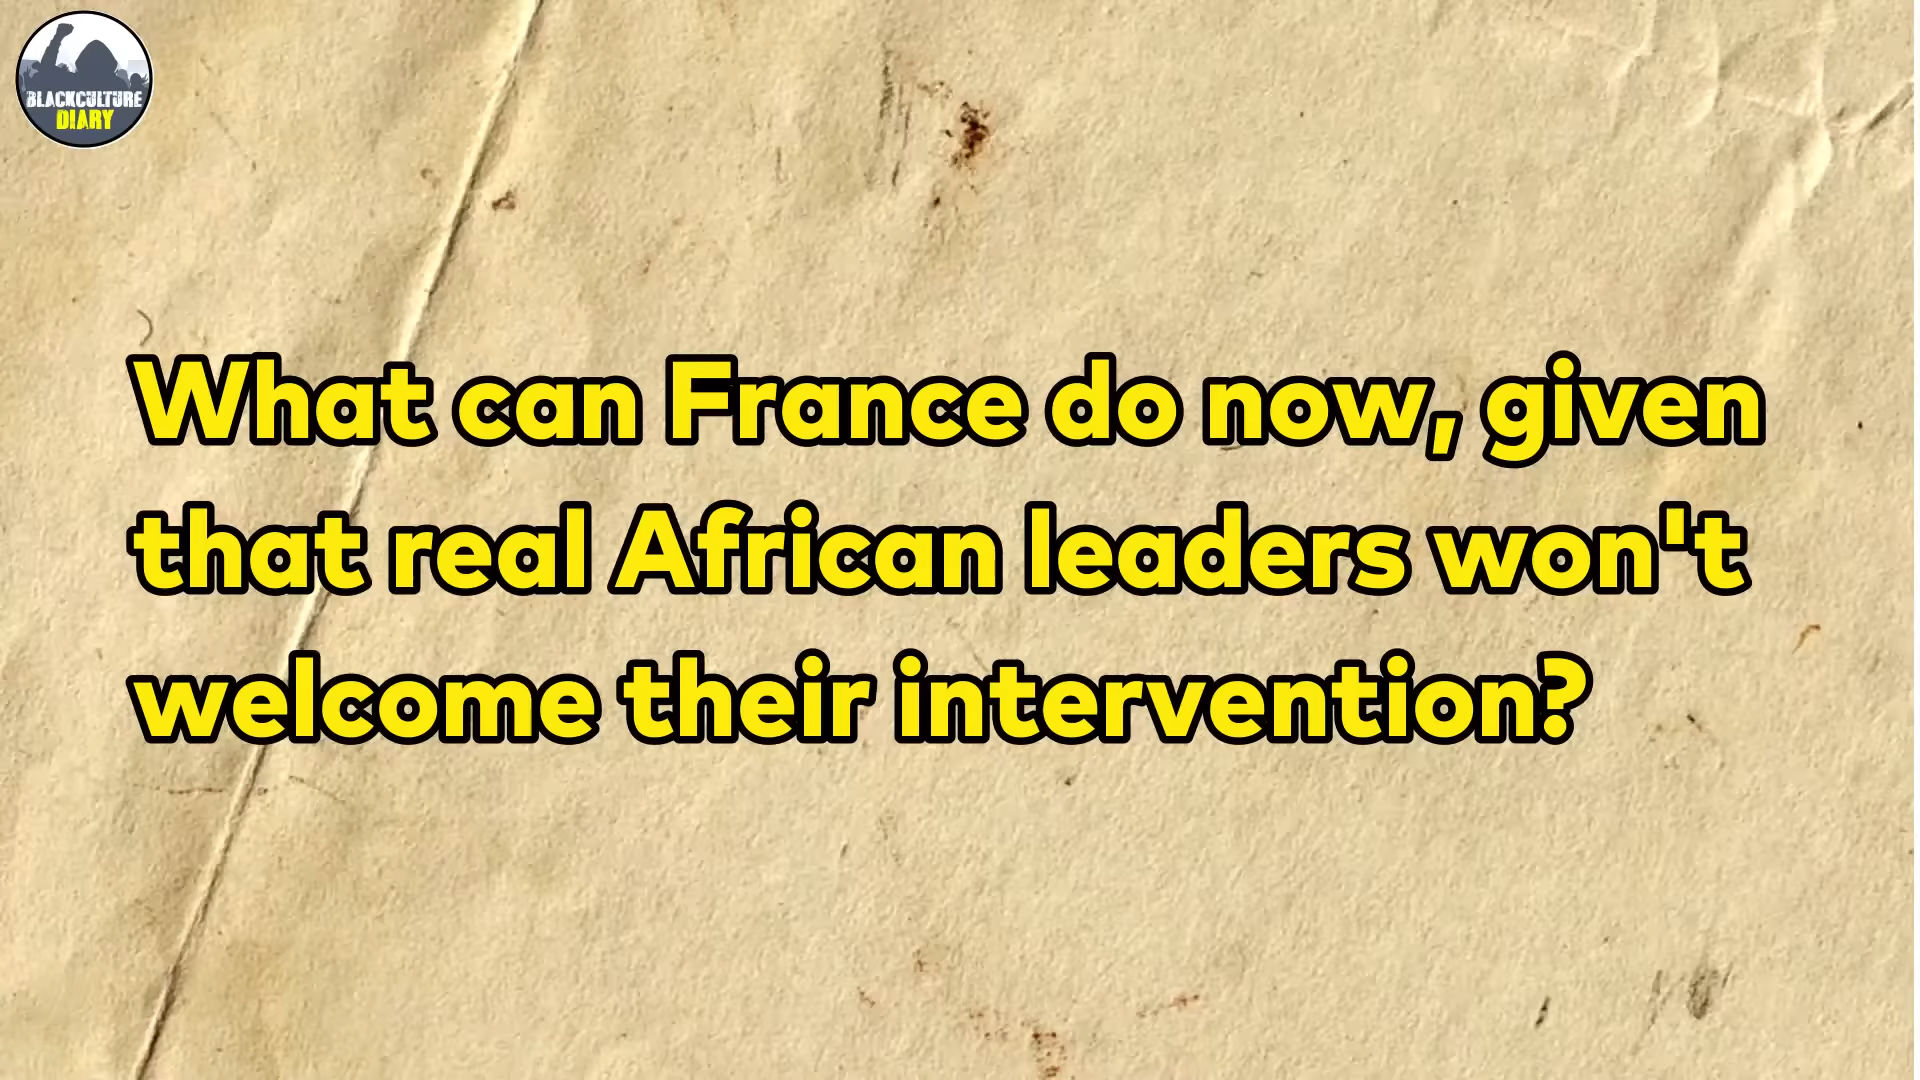 BLACKCULTURE
DIARY
What can France do now, given
that real African leaders won't
welcome their intervention?